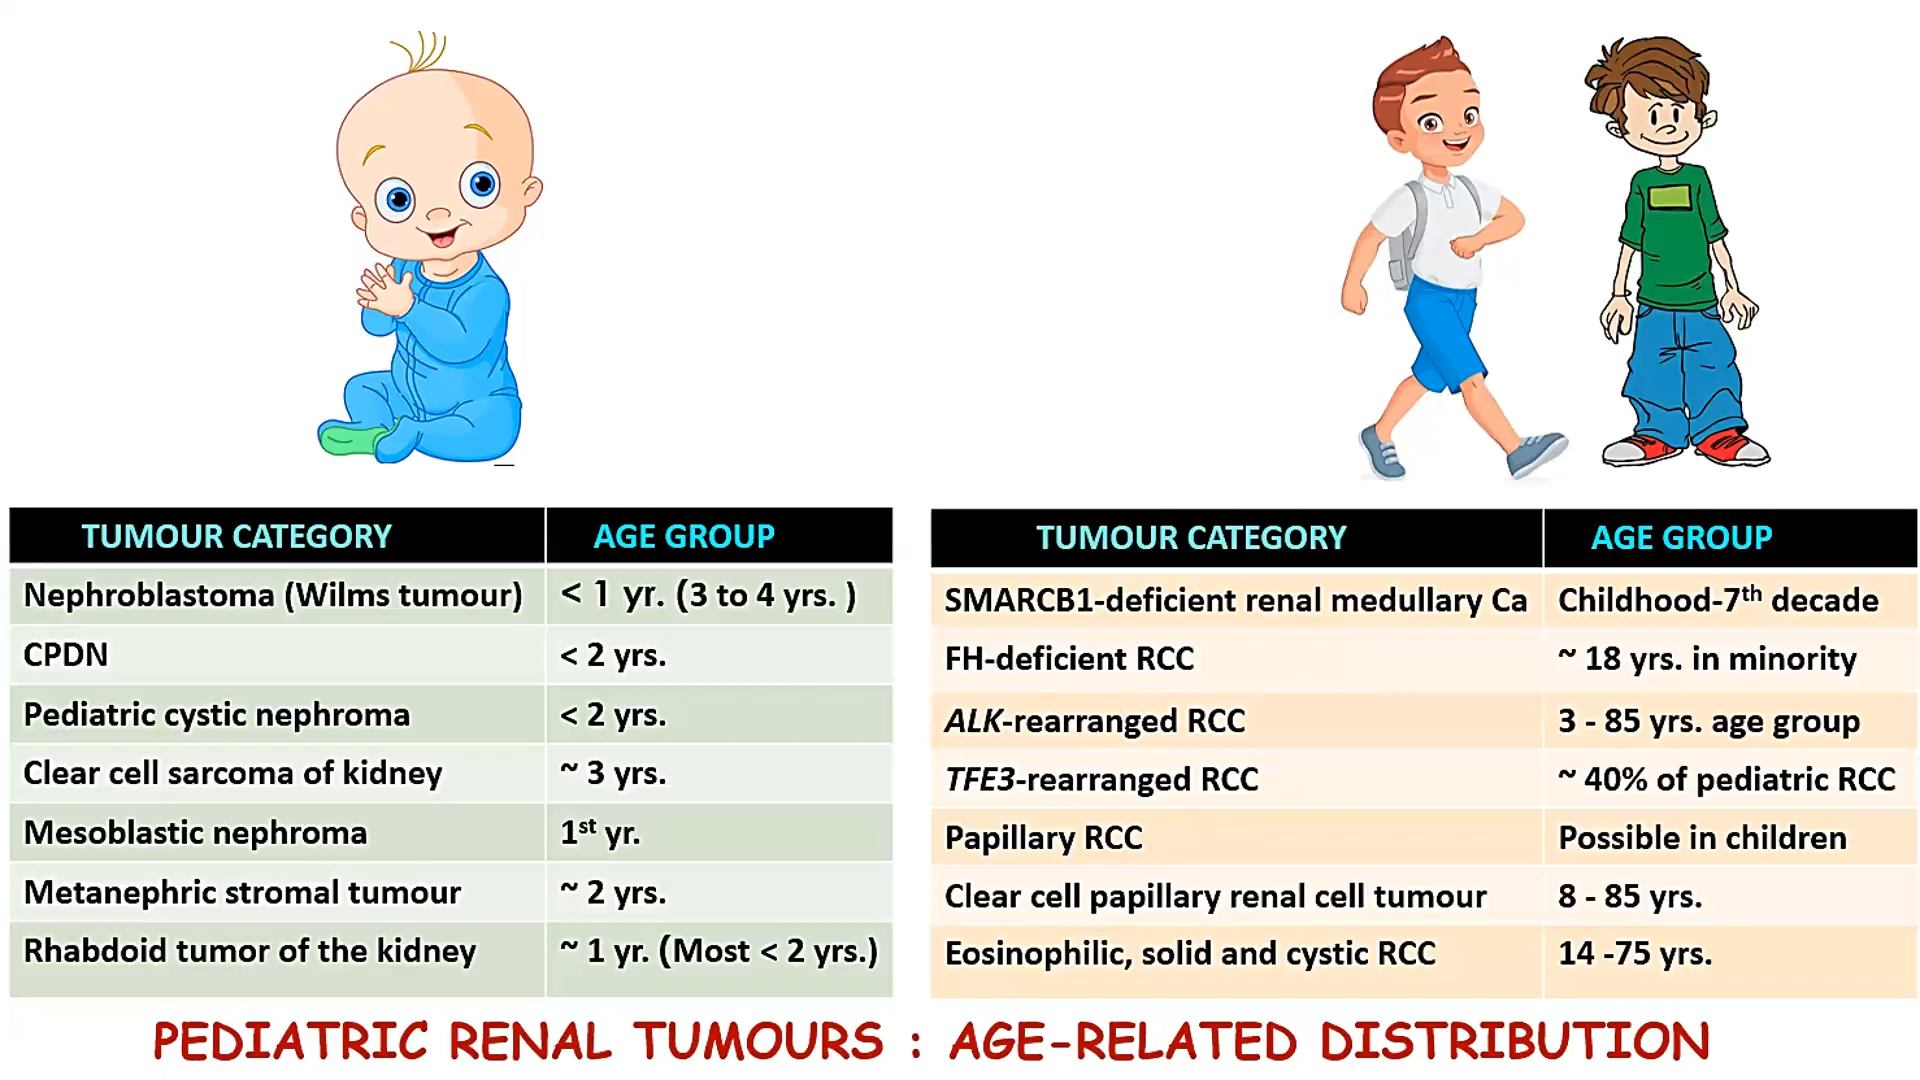 TUMOUR CATEGORY AGE GROUP
Nephroblastoma (Wilms tumour) < 1 yr. (3 to 4 yrs. )
CPDN < 2 yrs.
Pediatric cystic nephroma < 2 yrs.
Clear cell sarcoma of kidney ~ 3 yrs.
Mesoblastic nephroma 1st yr.
Metanephric stromal tumour ~ 2 yrs.
Rhabdoid tumor of the kidney ~ 1 yr. (Most < 2 yrs.)
TUMOUR CATEGORY AGE GROUP
SMARCB1-deficient renal medullary Ca Childhood-7th decade
FH-deficient RCC ~ 18 yrs. in minority
ALK-rearranged RCC 3 - 85 yrs. age group
TFE3-rearranged RCC ~ 40% of pediatric RCC
Papillary RCC Possible in children
Clear cell papillary renal cell tumour 8 - 85 yrs.
Eosinophilic, solid and cystic RCC 14 -75 yrs.
PEDIATRIC RENAL TUMOURS : AGE-RELATED DISTRIBUTION